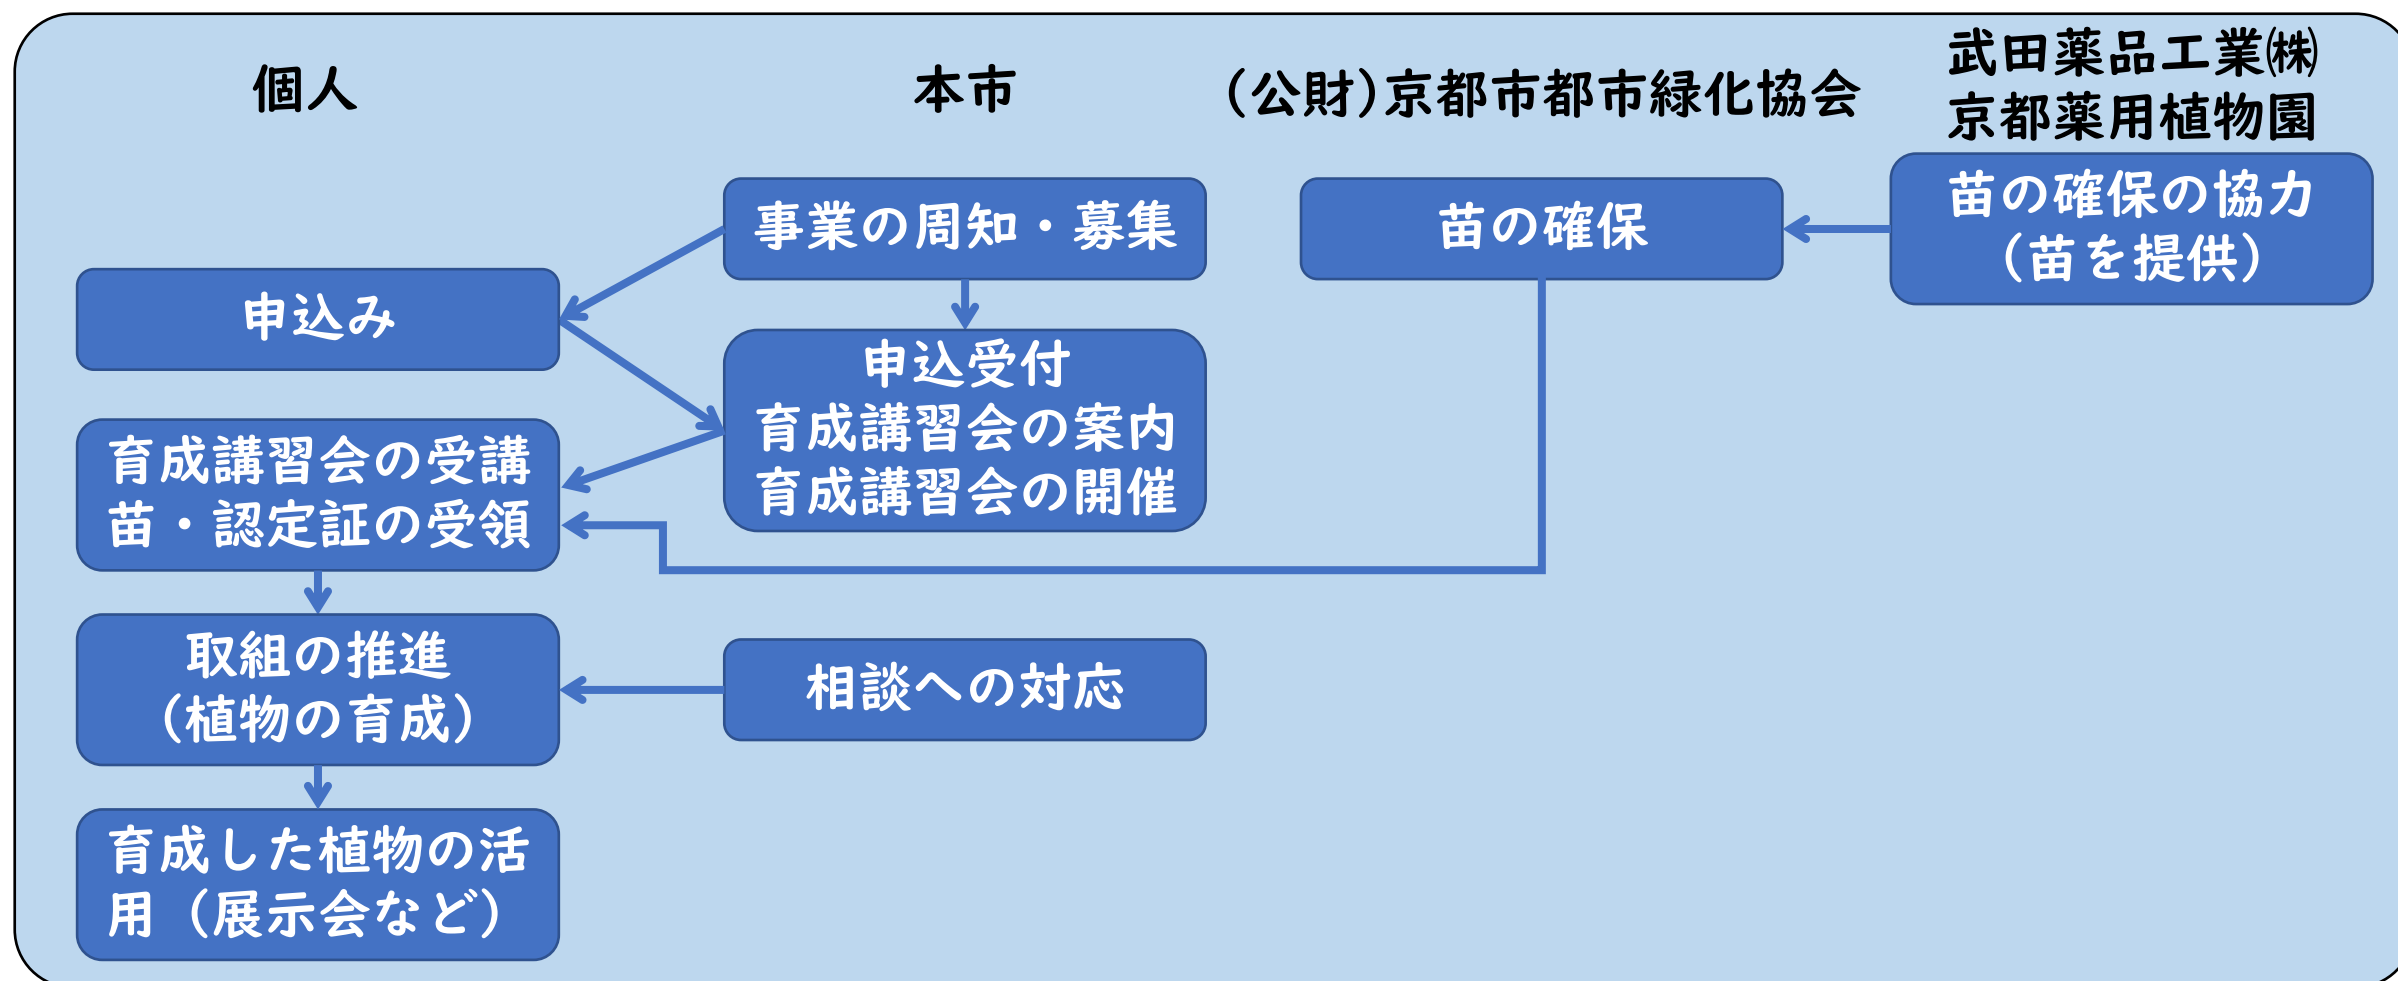 個人
本市
（公財）京都市都市緑化協会
武田薬品工業㈱
京都薬用植物園
事業の周知・募集
苗の確保
苗の確保の協力
（苗を提供）
申込み
申込受付
育成講習会の案内
育成講習会の開催
育成講習会の受講
苗・認定証の受領
取組の推進
（植物の育成）
相談への対応
育成した植物の活
用（展示会など）